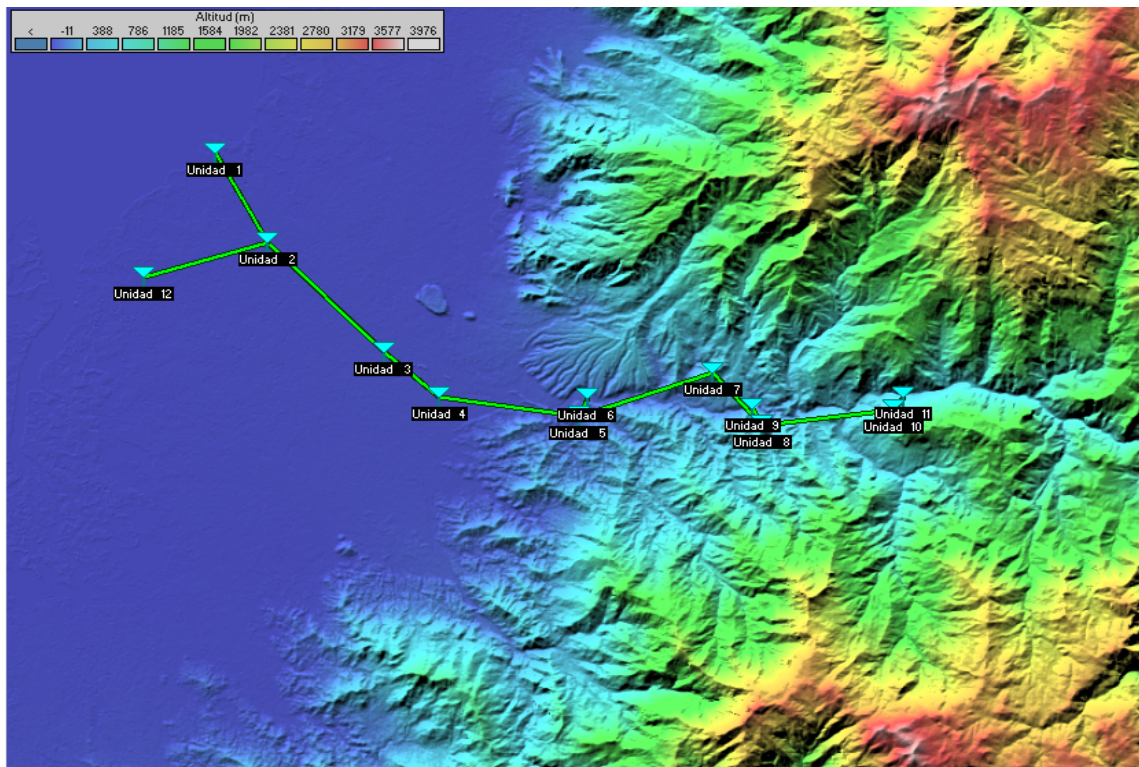 Altitud (m)
< -11 388 786 1185 1584 1982 2381 2780 3179 3577 3976
Unidad 1
Unidad 2
Unidad 12
Unidad 3
Unidad 4
Unidad 7
Unidad 6
Unidad 11
Unidad 9
Unidad 10
Unidad 5
Unidad 8